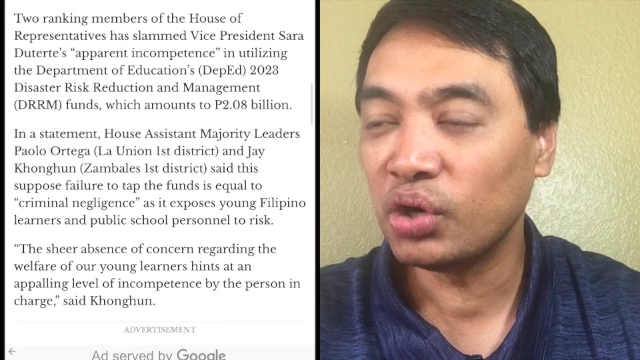 Two ranking members of the House of
Representatives has slammed Vice President Sara
Duterte's “apparent incompetence” in utilizing
the Department of Education's (DepEd) 2023
Disaster Risk Reduction and Management
(DRRM) funds, which amounts to P2.08 billion.
In a statement, House Assistant Majority Leaders
Paolo Ortega (La Union 1st district) and Jay
Khonghun (Zambales 1st district) said this
suppose failure to tap the funds is equal to
“criminal negligence” as it exposes young Filipino
learners and public school personnel to risk.
“The sheer absence of concern regarding the
welfare of our young learners hints at an
appalling level of incompetence by the person in
charge,” said Khonghun.
ADVERTISEMENT
Ad served by Google